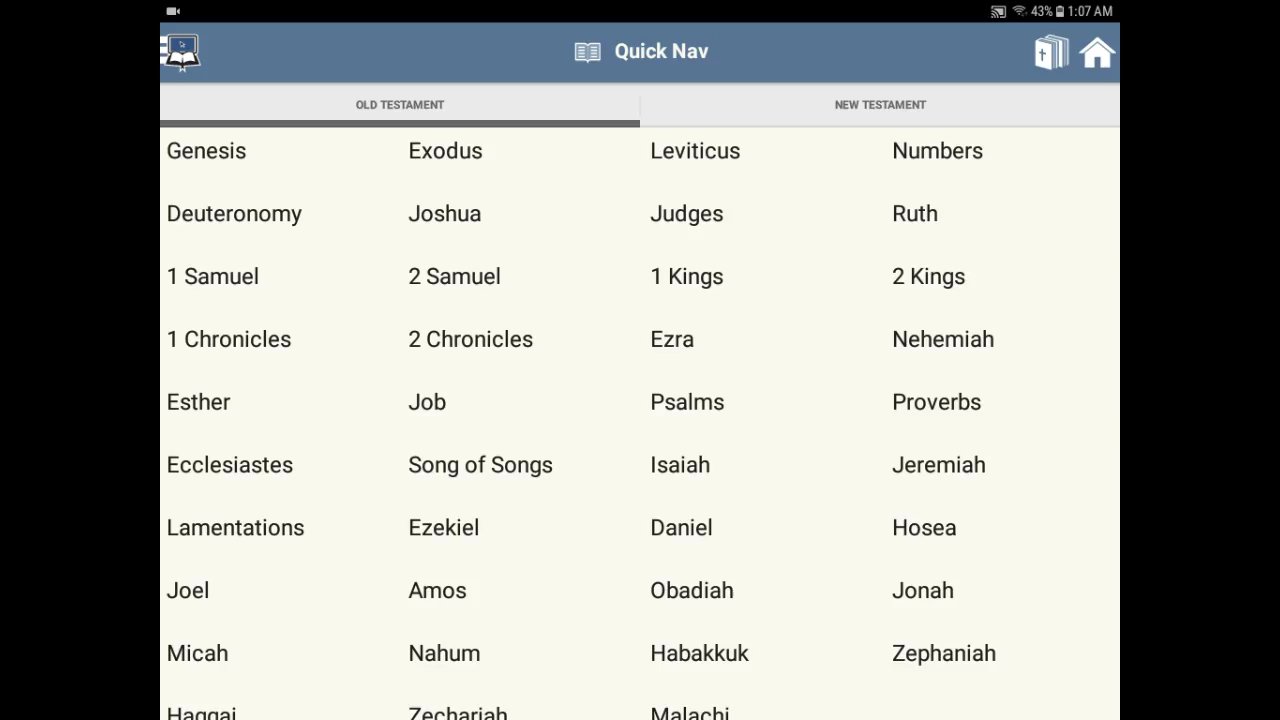 43% 1:07 AM
Quick Nav
OLD TESTAMENT NEW TESTAMENT
Genesis Exodus Leviticus Numbers
Deuteronomy Joshua Judges Ruth
1 Samuel 2 Samuel 1 Kings 2 Kings
1 Chronicles 2 Chronicles Ezra Nehemiah
Esther Job Psalms Proverbs
Ecclesiastes Song of Songs Isaiah Jeremiah
Lamentations Ezekiel Daniel Hosea
Joel Amos Obadiah Jonah
Micah Nahum Habakkuk Zephaniah
Haggai Zechariah Malachi